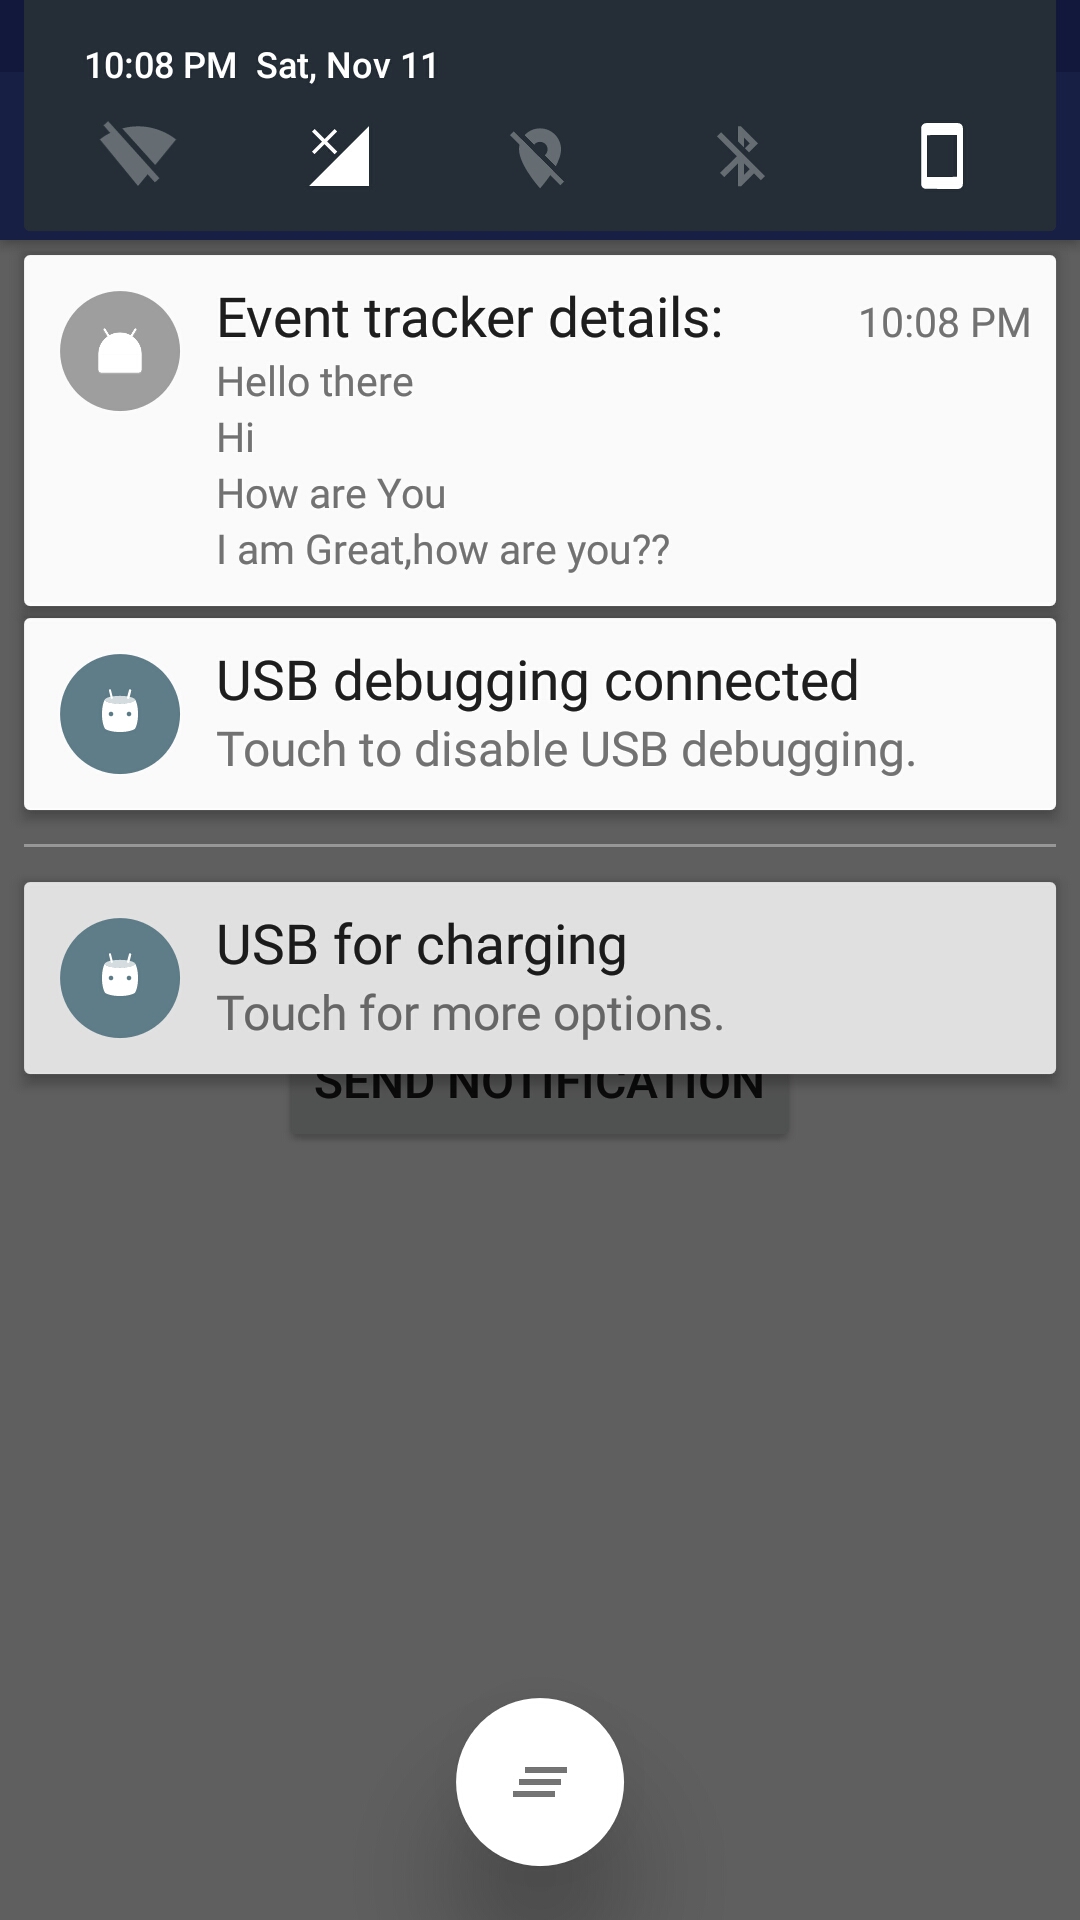 10:08 PM Sat, Nov 11
Event tracker details: 10:08 PM
Hello there
Hi
How are You
I am Great,how are you??
USB debugging connected
Touch to disable USB debugging.
USB for charging
Touch for more options.
SEND NOTIFICATION